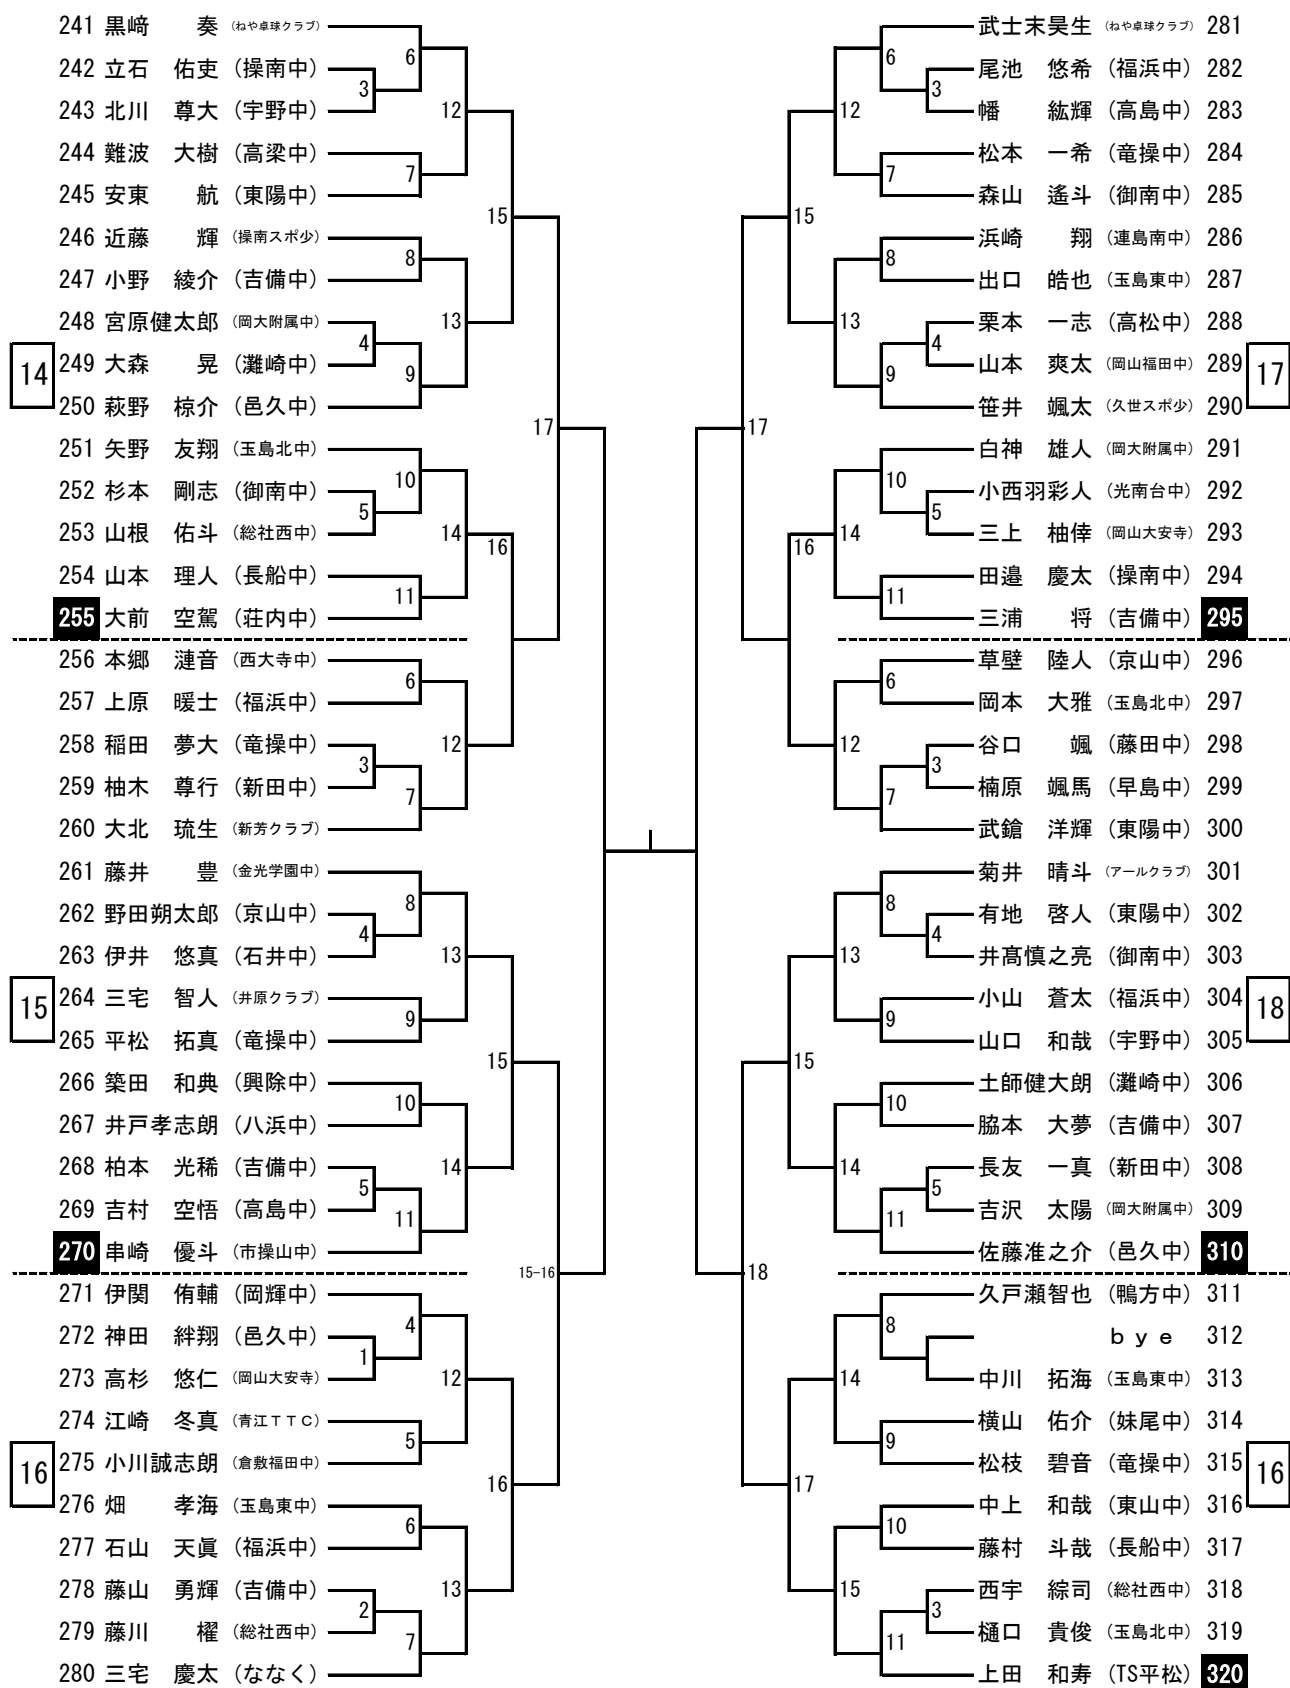 241 黒﨑 奏 (ねや卓球クラブ)
6
242 立石 佑吏 (操南中)
3
243 北川 尊大 (宇野中)
12
244 難波 大樹 (高梁中)
7
245 安東 航 (東陽中)
15
246 近藤 輝 (操南スポ少)
8
247 小野 綾介 (吉備中)
248 宮原健太郎 (岡大附属中)
13
4
14
249 大森 晃 (灘崎中)
9
250 萩野 椋介 (邑久中)
17
251 矢野 友翔 (玉島北中)
10
252 杉本 剛志 (御南中)
5
253 山根 佑斗 (総社西中)
14
16
254 山本 理人 (長船中)
11
255 大前 空駕 (荘内中)
256 本郷 漣音 (西大寺中)
6
257 上原 暖士 (福浜中)
258 稲田 夢大 (竜操中)
12
3
259 柚木 尊行 (新田中)
7
260 大北 琉生 (新芳クラブ)
261 藤井 豊 (金光学園中)
8
262 野田朔太郎 (京山中)
4
263 伊井 悠真 (石井中)
13
15
264 三宅 智人 (井原クラブ)
9
265 平松 拓真 (竜操中)
15
266 築田 和典 (興除中)
10
267 井戸孝志朗 (八浜中)
268 柏本 光稀 (吉備中)
14
5
269 吉村 空悟 (高島中)
11
270 串崎 優斗 (市操山中)
15-16
271 伊関 侑輔 (岡輝中)
4
272 神田 絆翔 (邑久中)
1
273 高杉 悠仁 (岡山大安寺)
12
274 江崎 冬真 (青江TTC)
5
16
275 小川誠志朗 (倉敷福田中)
16
276 畑 孝海 (玉島東中)
6
277 石山 天眞 (福浜中)
278 藤山 勇輝 (吉備中)
13
2
279 藤川 櫂 (総社西中)
7
280 三宅 慶太 (ななく)
武士末昊生 (ねや卓球クラブ) 281
6
尾池 悠希 (福浜中) 282
3
幡 紘輝 (高島中) 283
12
松本 一希 (竜操中) 284
7
森山 遙斗 (御南中) 285
15
浜崎 翔 (連島南中) 286
8
出口 皓也 (玉島東中) 287
栗本 一志 (高松中) 288
13
4
山本 爽太 (岡山福田中) 289
17
9
笹井 颯太 (久世スポ少) 290
17
白神 雄人 (岡大附属中) 291
10
小西羽彩人 (光南台中) 292
5
三上 柚倖 (岡山大安寺) 293
16
14
田邉 慶太 (操南中) 294
11
三浦 将 (吉備中) 295
草壁 陸人 (京山中) 296
6
岡本 大雅 (玉島北中) 297
谷口 颯 (藤田中) 298
12
3
楠原 颯馬 (早島中) 299
7
武鎗 洋輝 (東陽中) 300
菊井 晴斗 (アールクラブ) 301
8
有地 啓人 (東陽中) 302
4
井髙慎之亮 (御南中) 303
13
小山 蒼太 (福浜中) 304
18
9
山口 和哉 (宇野中) 305
15
土師健大朗 (灘崎中) 306
10
脇本 大夢 (吉備中) 307
長友 一真 (新田中) 308
14
5
吉沢 太陽 (岡大附属中) 309
11
佐藤准之介 (邑久中) 310
18
久戸瀬智也 (鴨方中) 311
8
bye 312
中川 拓海 (玉島東中) 313
14
横山 佑介 (妹尾中) 314
9
松枝 碧音 (竜操中) 315
16
17
中上 和哉 (東山中) 316
10
藤村 斗哉 (長船中) 317
西宇 綜司 (総社西中) 318
15
3
樋口 貴俊 (玉島北中) 319
11
上田 和寿 (TS平松) 320